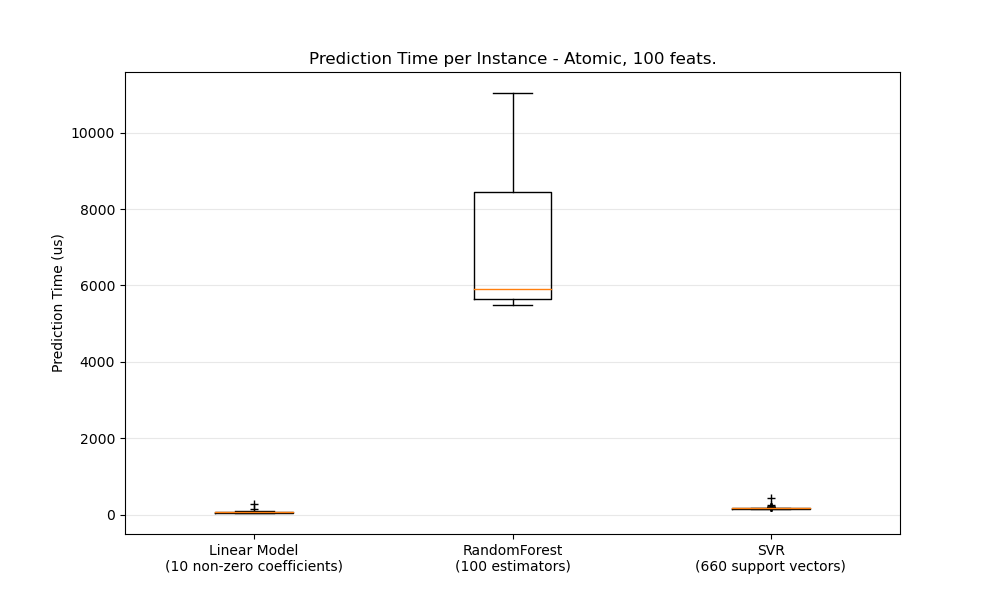 Prediction Time per Instance - Atomic, 100 feats.
Prediction Time (us)
10000
8000
6000
4000
2000
0
Linear Model
(10 non-zero coefficients)
RandomForest
(100 estimators)
SVR
(660 support vectors)